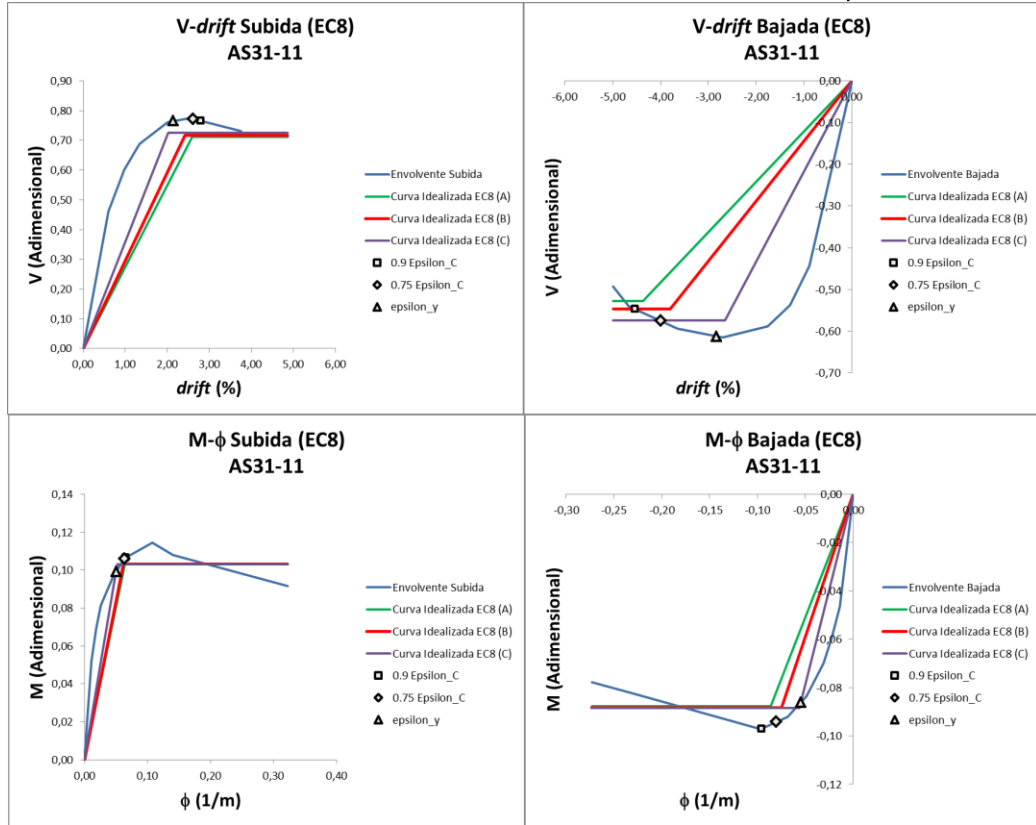 V-drift Subida (EC8)
AS31-11
0,90
0,80
0,70
0,60
0,50
0,40
0,30
0,20
0,10
0,00
0,00 1,00 2,00 3,00 4,00 5,00 6,00
V (Adimensional)
drift (%)
Envolvente Subida
Curva Idealizada EC8 (A)
Curva Idealizada EC8 (B)
Curva Idealizada EC8 (C)
0.9 Epsilon_C
0.75 Epsilon_C
epsilon_y
V-drift Bajada (EC8)
AS31-11
-6,00 -5,00 -4,00 -3,00 -2,00 -1,00 0,00
0,00
-0,10
-0,20
-0,30
-0,40
-0,50
-0,60
-0,70
V (Adimensional)
drift (%)
Envolvente Bajada
Curva Idealizada EC8 (A)
Curva Idealizada EC8 (B)
Curva Idealizada EC8 (C)
0.9 Epsilon_C
0.75 Epsilon_C
epsilon_y
M-ϕ Subida (EC8)
AS31-11
0,14
0,12
0,10
0,08
0,06
0,04
0,02
0,00
0,00 0,10 0,20 0,30 0,40
M (Adimensional)
ϕ (1/m)
Envolvente Subida
Curva Idealizada EC8 (A)
Curva Idealizada EC8 (B)
Curva Idealizada EC8 (C)
0.9 Epsilon_C
0.75 Epsilon_C
epsilon_y
M-ϕ Bajada (EC8)
AS31-11
-0,30 -0,25 -0,20 -0,15 -0,10 -0,05 0,00
0,00
-0,02
-0,04
-0,06
-0,08
-0,10
-0,12
M (Adimensional)
ϕ (1/m)
Envolvente Bajada
Curva Idealizada EC8 (A)
Curva Idealizada EC8 (B)
Curva Idealizada EC8 (C)
0.9 Epsilon_C
0.75 Epsilon_C
epsilon_y